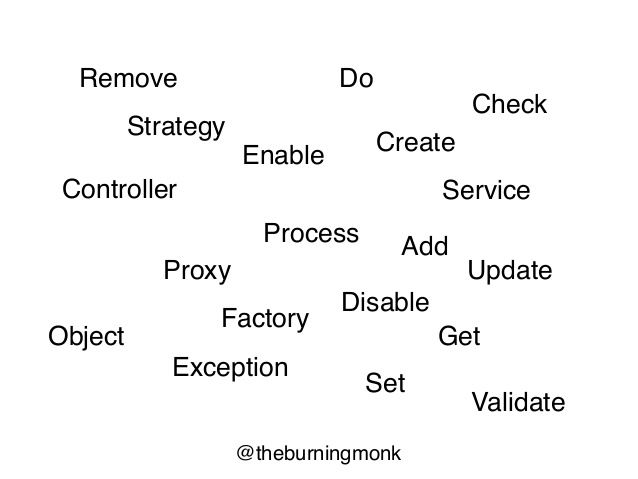 Remove
Do
Check
Strategy
Create
Enable
Controller
Service
Process
Add
Proxy
Update
Disable
Factory
Object
Get
Exception
Set
Validate
@theburningmonk